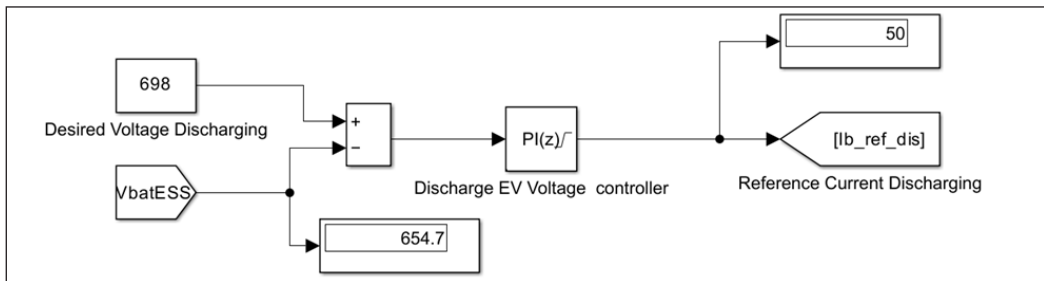 50
698
+
−
Desired Voltage Discharging
PI(z)
[Ib_ref_dis]
Discharge EV Voltage controller
Reference Current Discharging
VbatESS
654.7